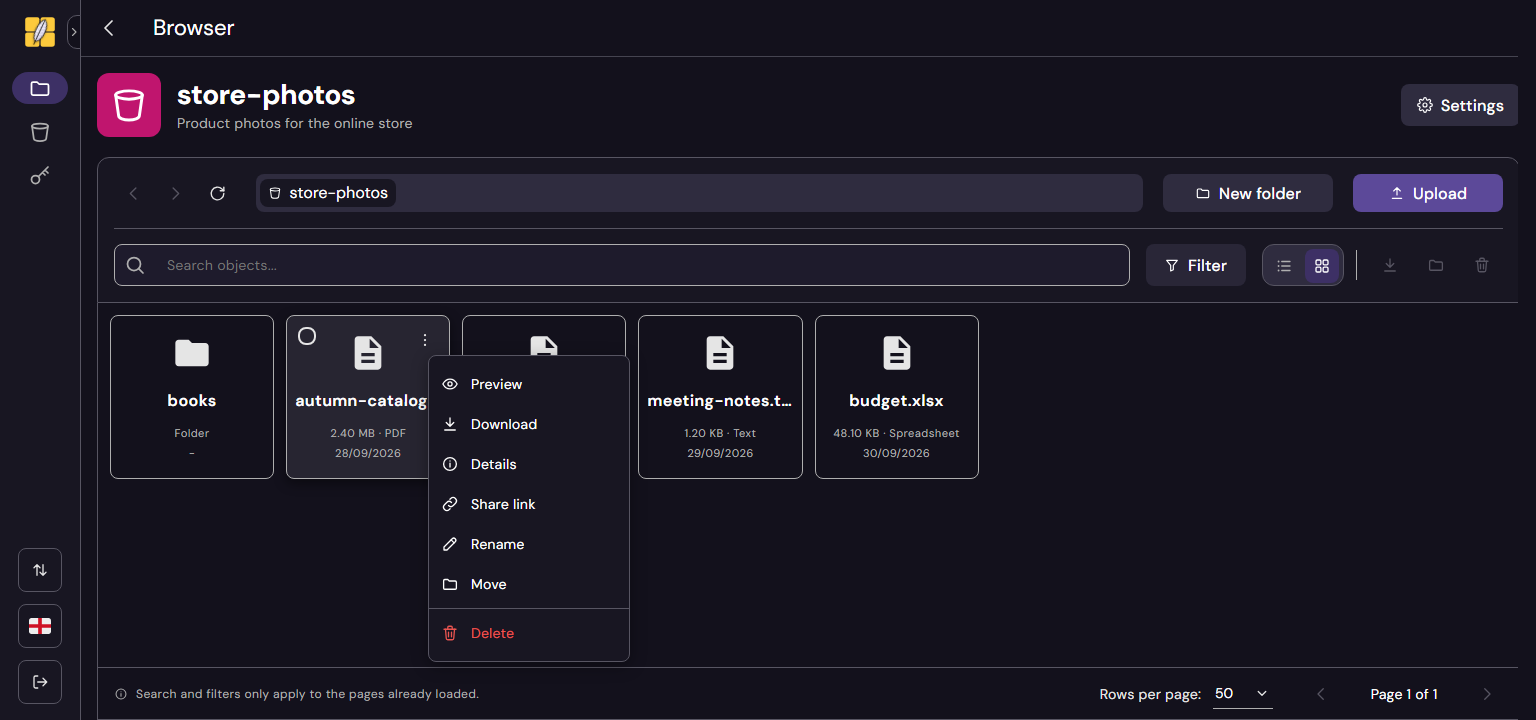 Browser
store-photos
Product photos for the online store
Settings
store-photos
New folder
Upload
Search objects...
Filter
books
Folder
-
autumn-catalog
2.40 MB · PDF
28/09/2026
meeting-notes.t...
1.20 KB · Text
29/09/2026
budget.xlsx
48.10 KB · Spreadsheet
30/09/2026
Preview
Download
Details
Share link
Rename
Move
Delete
Search and filters only apply to the pages already loaded.
Rows per page: 50
Page 1 of 1